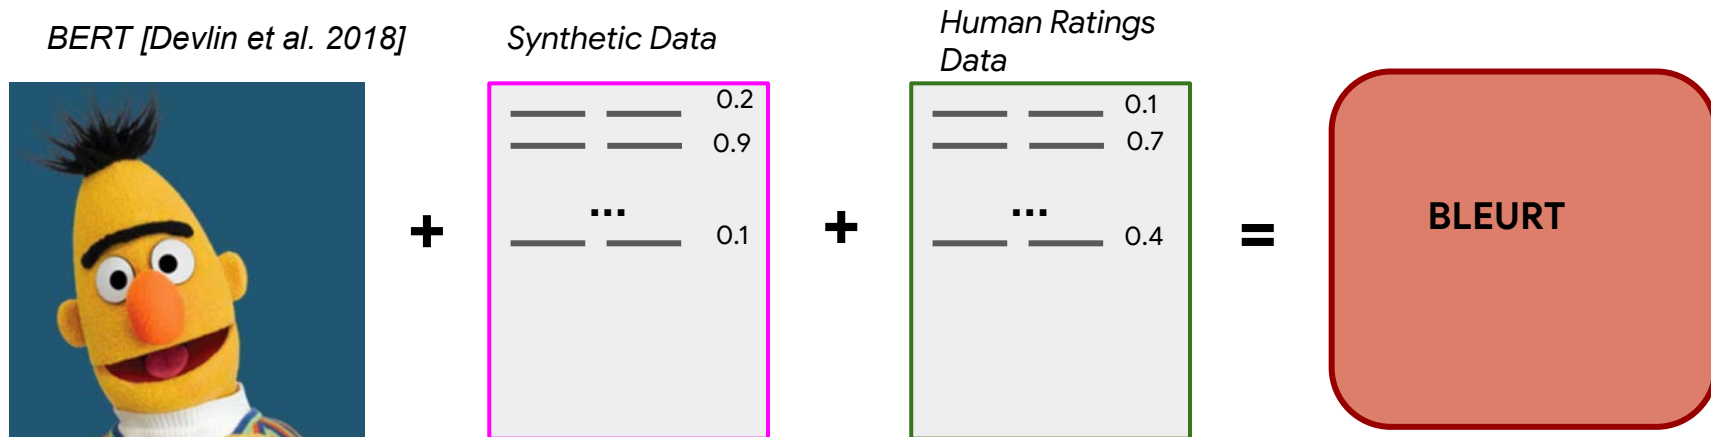 BERT [Devlin et al. 2018]
Synthetic Data
Human Ratings
Data
0.2
0.9
...
0.1
0.1
0.7
...
0.4
+
+
=
BLEURT